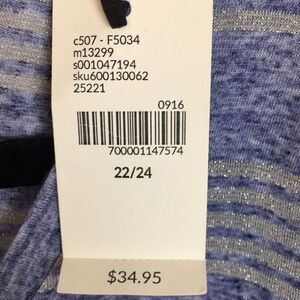 c507 - F5034
m13299
s001047194
sku600130062
25221
0916
700001147574
22/24
$34.95